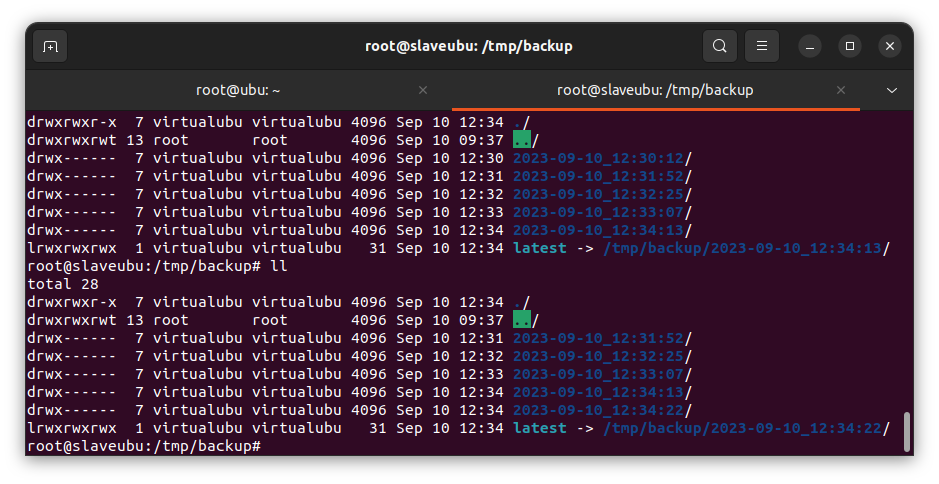 root@slaveubu: /tmp/backup
root@ubu: ~
root@slaveubu: /tmp/backup
drwxrwxr-x  7 virtualubu virtualubu 4096 Sep 10 12:34 ./
drwxrwxrwt 13 root       root       4096 Sep 10 09:37 ../
drwx------  7 virtualubu virtualubu 4096 Sep 10 12:30 2023-09-10_12:30:12/
drwx------  7 virtualubu virtualubu 4096 Sep 10 12:31 2023-09-10_12:31:52/
drwx------  7 virtualubu virtualubu 4096 Sep 10 12:32 2023-09-10_12:32:25/
drwx------  7 virtualubu virtualubu 4096 Sep 10 12:33 2023-09-10_12:33:07/
drwx------  7 virtualubu virtualubu 4096 Sep 10 12:34 2023-09-10_12:34:13/
lrwxrwxrwx  1 virtualubu virtualubu   31 Sep 10 12:34 latest -> /tmp/backup/2023-09-10_12:34:13/
root@slaveubu:/tmp/backup# ll
total 28
drwxrwxr-x  7 virtualubu virtualubu 4096 Sep 10 12:34 ./
drwxrwxrwt 13 root       root       4096 Sep 10 09:37 ../
drwx------  7 virtualubu virtualubu 4096 Sep 10 12:31 2023-09-10_12:31:52/
drwx------  7 virtualubu virtualubu 4096 Sep 10 12:32 2023-09-10_12:32:25/
drwx------  7 virtualubu virtualubu 4096 Sep 10 12:33 2023-09-10_12:33:07/
drwx------  7 virtualubu virtualubu 4096 Sep 10 12:34 2023-09-10_12:34:13/
drwx------  7 virtualubu virtualubu 4096 Sep 10 12:34 2023-09-10_12:34:22/
lrwxrwxrwx  1 virtualubu virtualubu   31 Sep 10 12:34 latest -> /tmp/backup/2023-09-10_12:34:22/
root@slaveubu:/tmp/backup#